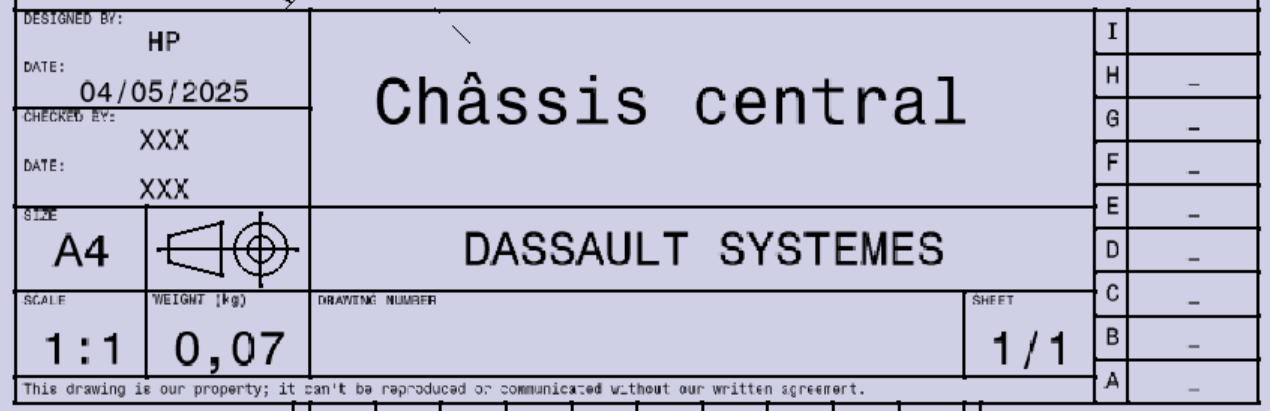 DESIGNED BY:
HP
DATE:
04/05/2025
CHECKED BY:
XXX
DATE:
XXX
Châssis central
SIZE
A4
DASSAULT SYSTEMES
SCALE
1:1
WEIGHT (kg)
0,07
DRAWING NUMBER
SHEET
1/1
This drawing is our property; it can't be reproduced or communicated without our written agreement.
I
H _
G _
F _
E _
D _
C _
B _
A _